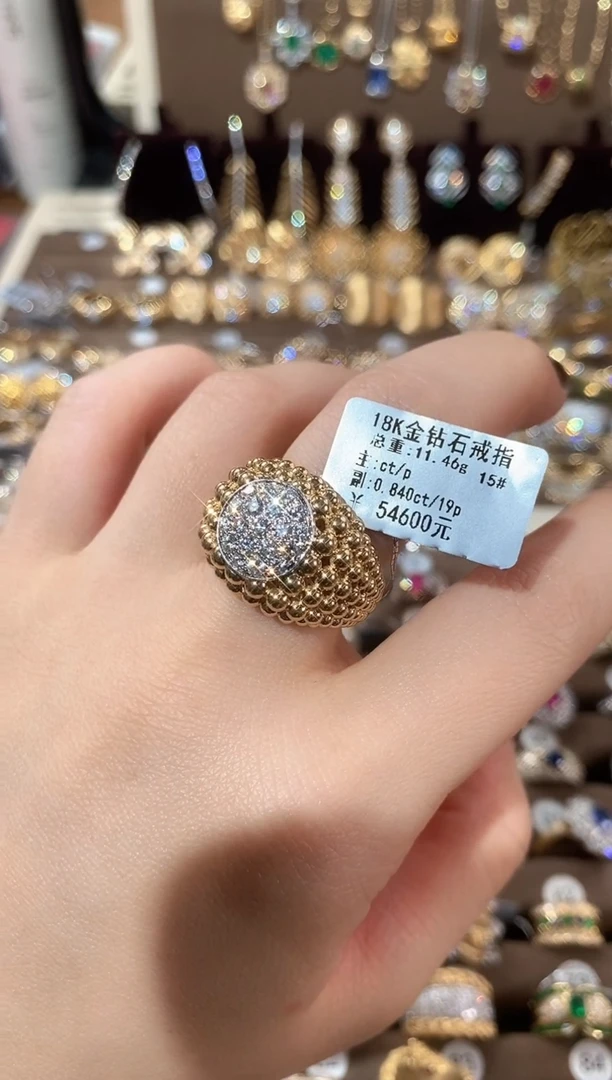 18K金钻石戒指
总重:11.46g 15#
主:ct/p
副:0.840ct/19p
54600元